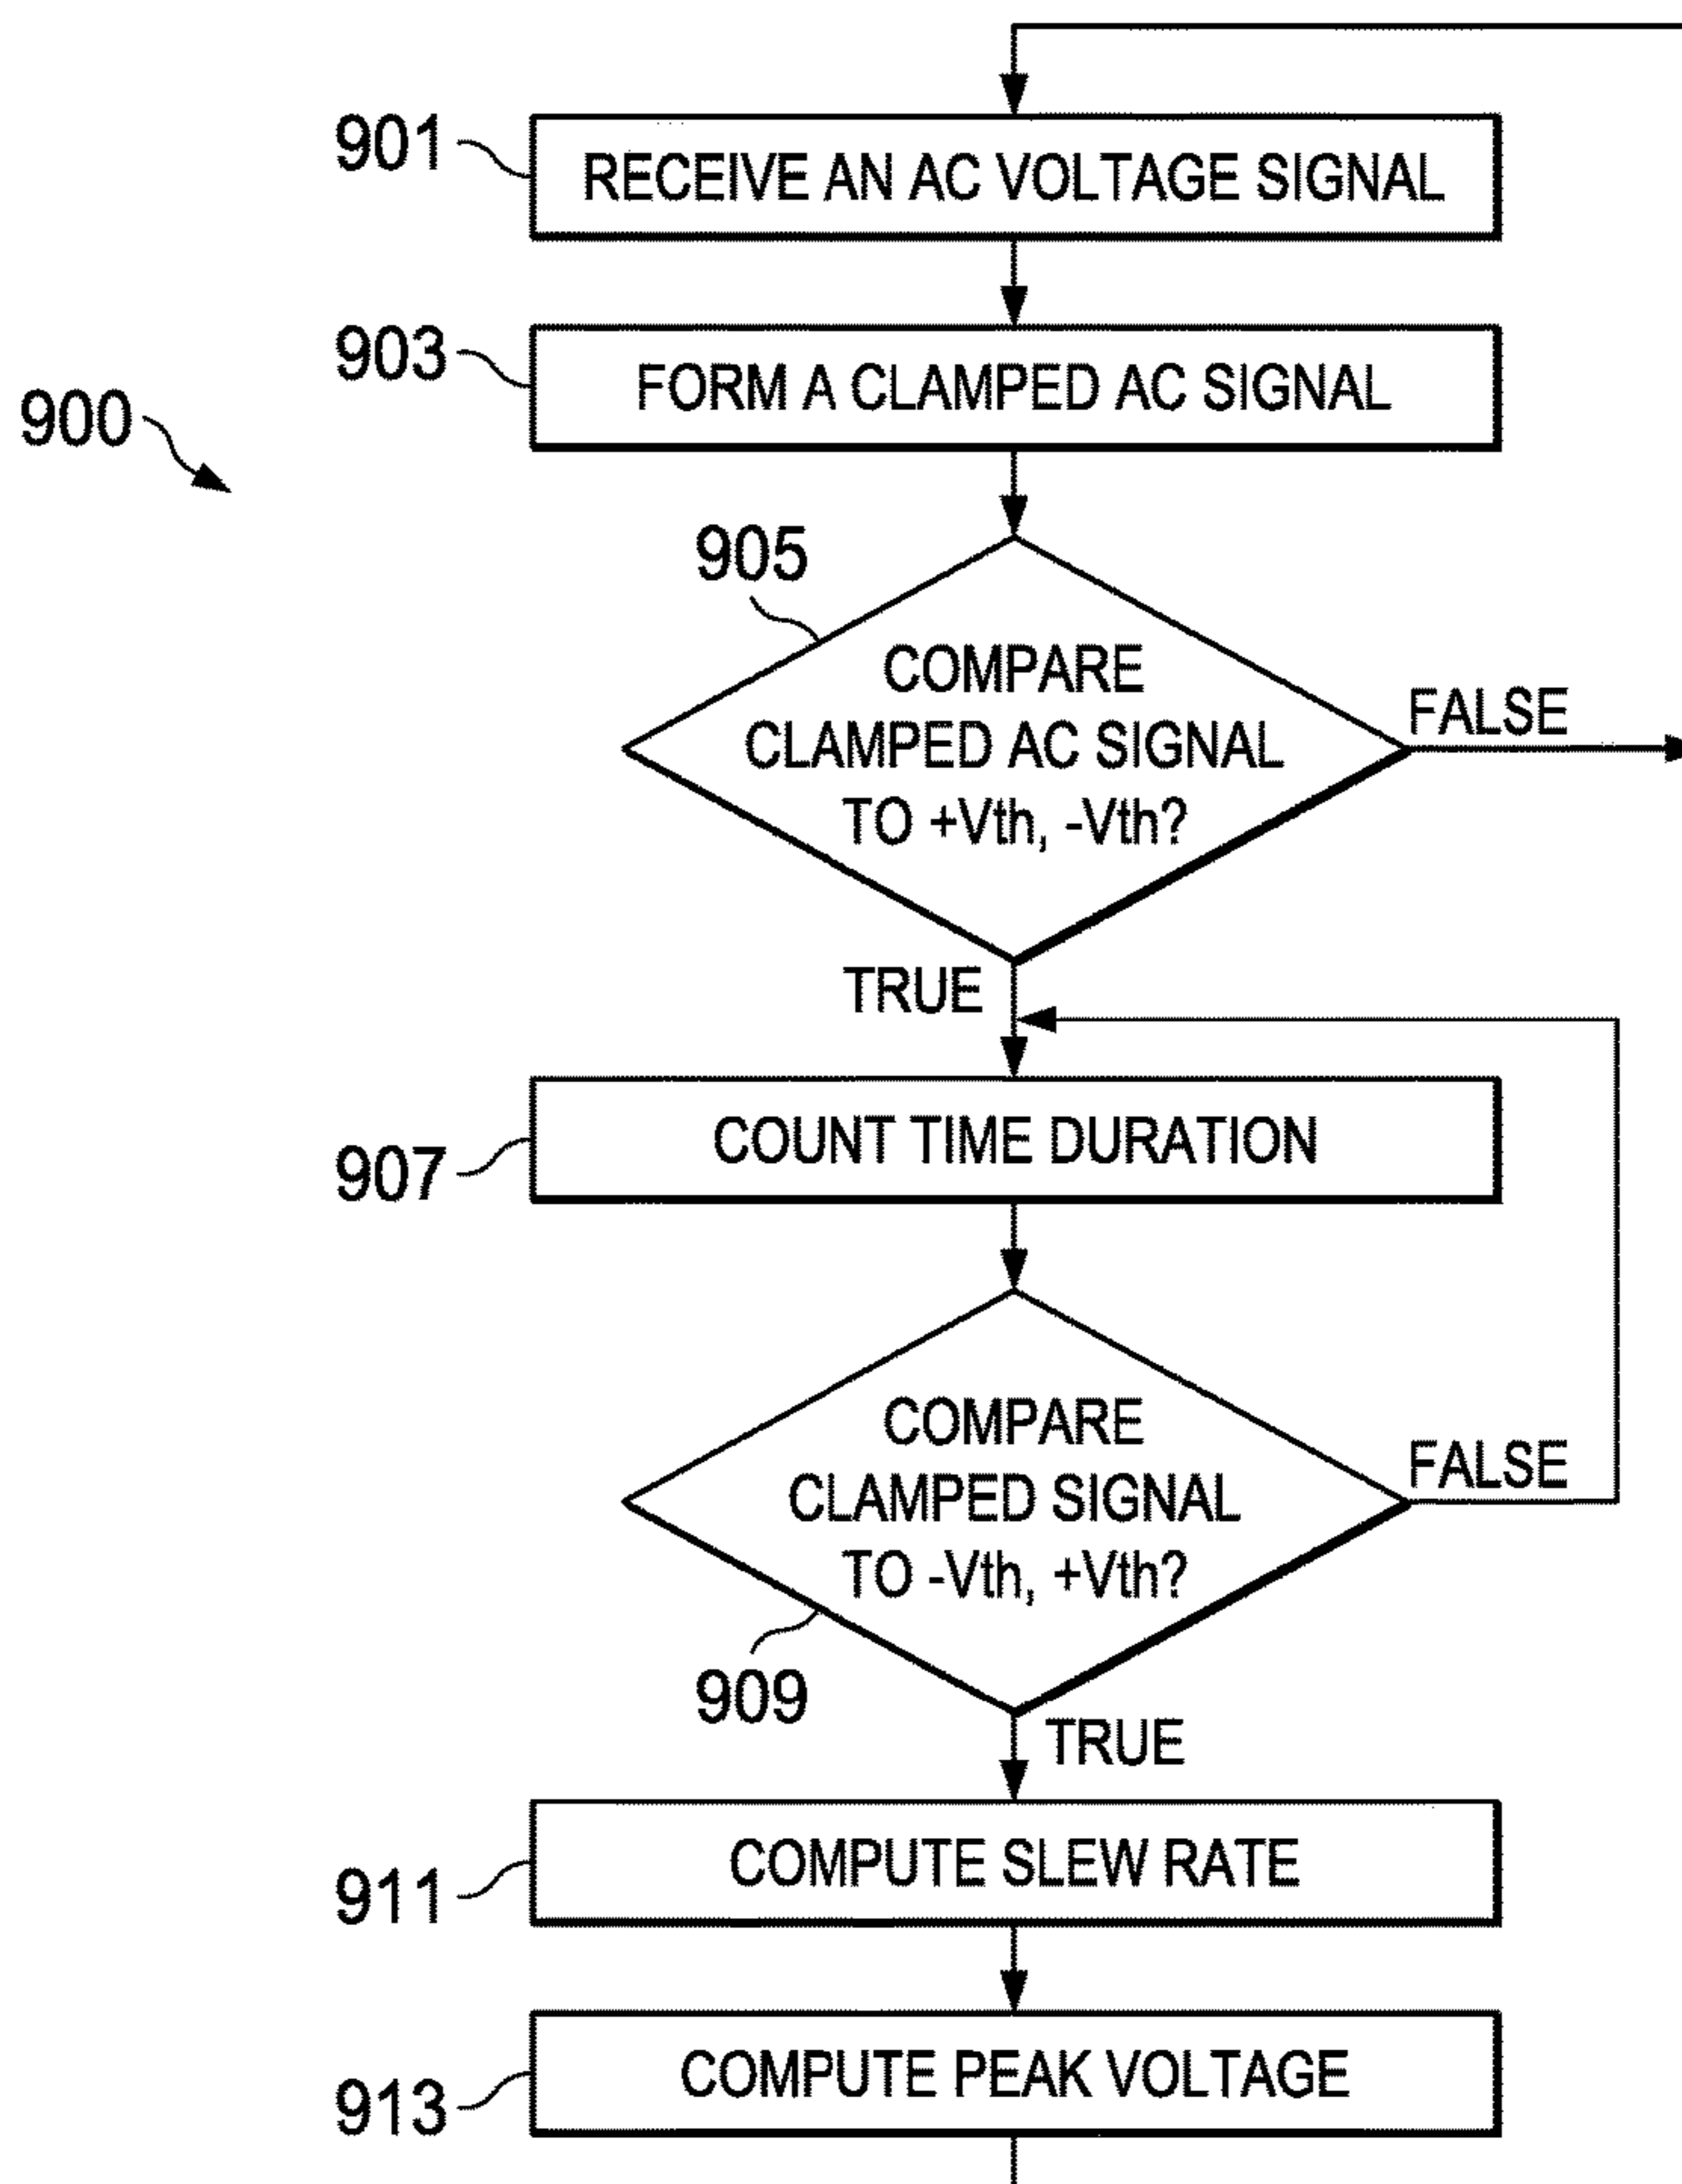 901
RECEIVE AN AC VOLTAGE SIGNAL
903
FORM A CLAMPED AC SIGNAL
900
905
COMPARE
CLAMPED AC SIGNAL
TO +Vth, -Vth?
FALSE
TRUE
907
COUNT TIME DURATION
COMPARE
CLAMPED SIGNAL
TO -Vth, +Vth?
FALSE
909
TRUE
911
COMPUTE SLEW RATE
913
COMPUTE PEAK VOLTAGE